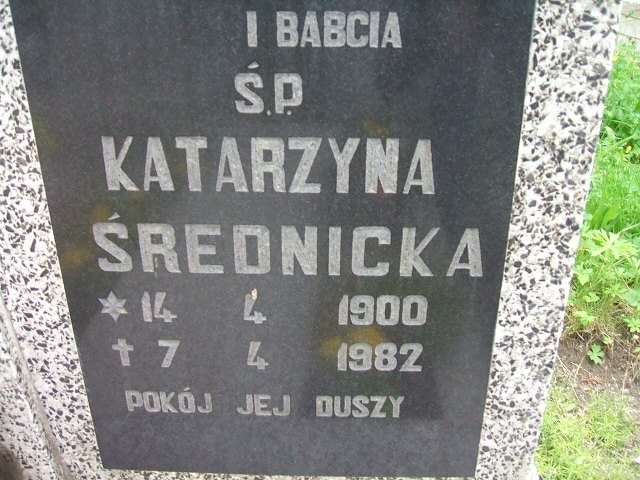 I BABCIA
Ś.P.
KATARZYNA
ŚREDNICKA
✶ 14 4 1900
† 7 4 1982
POKÓJ JEJ DUSZY